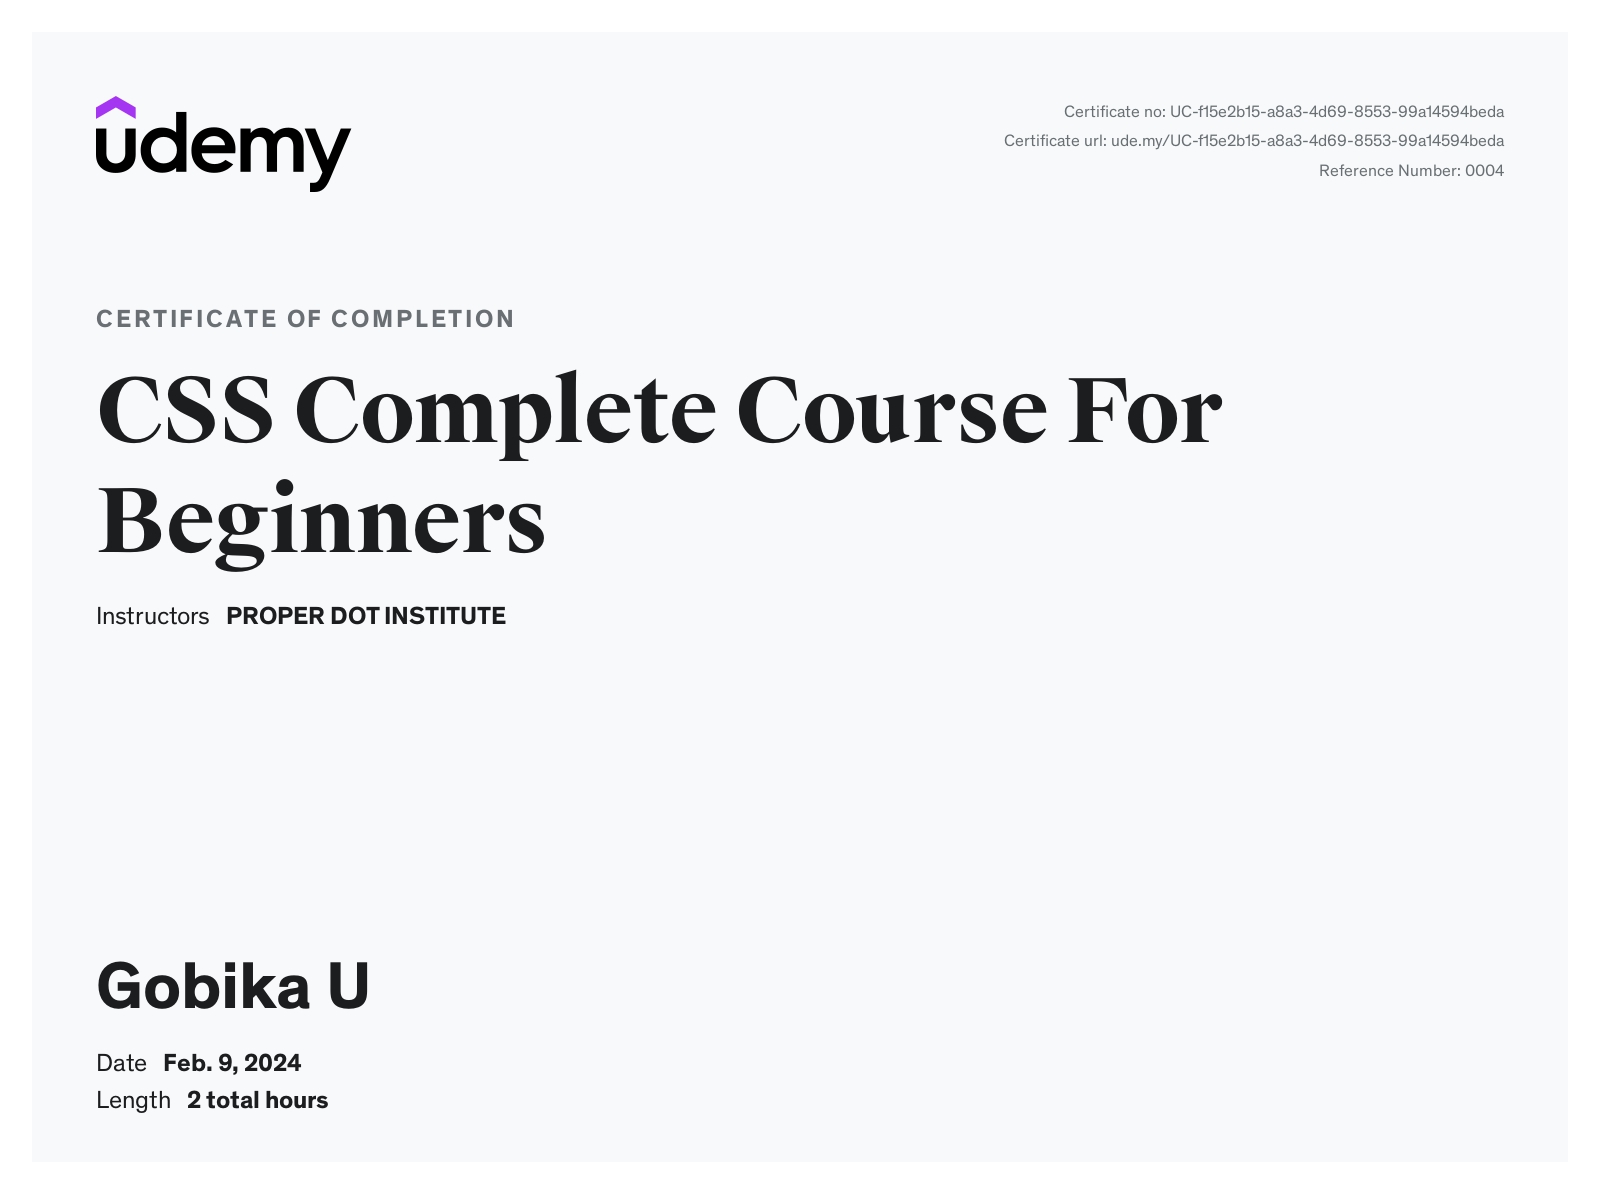 udemy
Certificate no: UC-f15e2b15-a8a3-4d69-8553-99a14594beda
Certificate url: ude.my/UC-f15e2b15-a8a3-4d69-8553-99a14594beda
Reference Number: 0004
CERTIFICATE OF COMPLETION
CSS Complete Course For
Beginners
Instructors PROPER DOT INSTITUTE
Gobika U
Date Feb. 9, 2024
Length 2 total hours